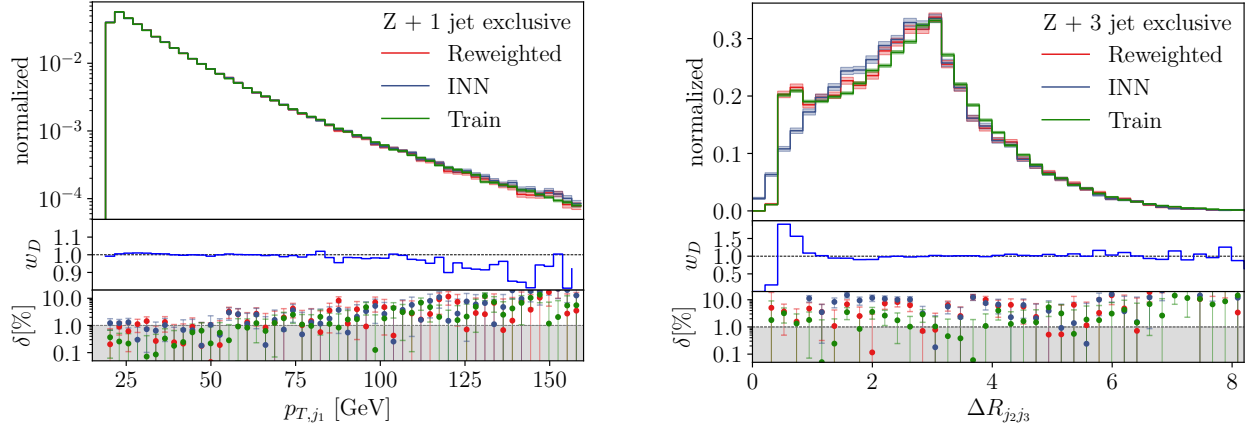 Z + 1 jet exclusive
Reweighted
INN
Train
normalized
10⁻²
10⁻³
10⁻⁴
w_D
1.1
1.0
0.9
δ[%]
10.0
1.0
0.1
25 50 75 100 125 150
p_{T,j_1} [GeV]
Z + 3 jet exclusive
Reweighted
INN
Train
normalized
0.3
0.2
0.1
0.0
w_D
1.5
1.0
0.5
δ[%]
10.0
1.0
0.1
0 2 4 6 8
ΔR_{j_2 j_3}